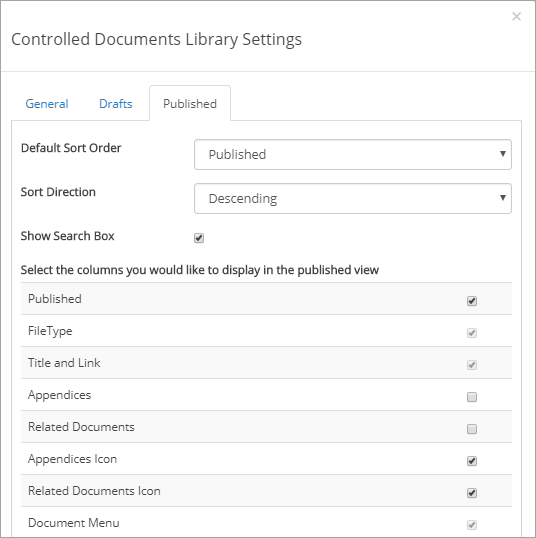 ×
Controlled Documents Library Settings
General Drafts Published
Default Sort Order Published
Sort Direction Descending
Show Search Box
Select the columns you would like to display in the published view
Published
FileType
Title and Link
Appendices
Related Documents
Appendices Icon
Related Documents Icon
Document Menu